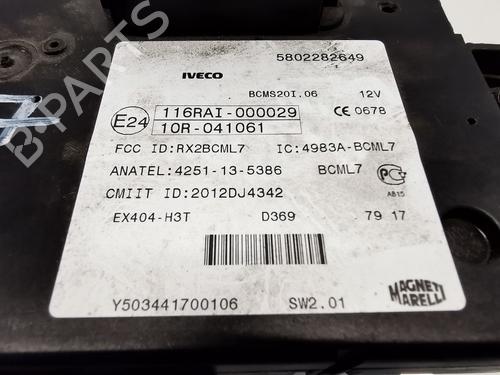 5802282649
IVECO
BCMS20I.06 12V
E24 116RAI-000029 CE 0678
10R-041061
FCC ID:RX2BCML7 IC:4983A-BCML7
ANATEL:4251-13-5386 BCML7
CMIIT ID:2012DJ4342 АВ15
EX404-H3T D369 79 17
Y503441700106 SW2.01
MAGNETI MARELLI
B-PARTS